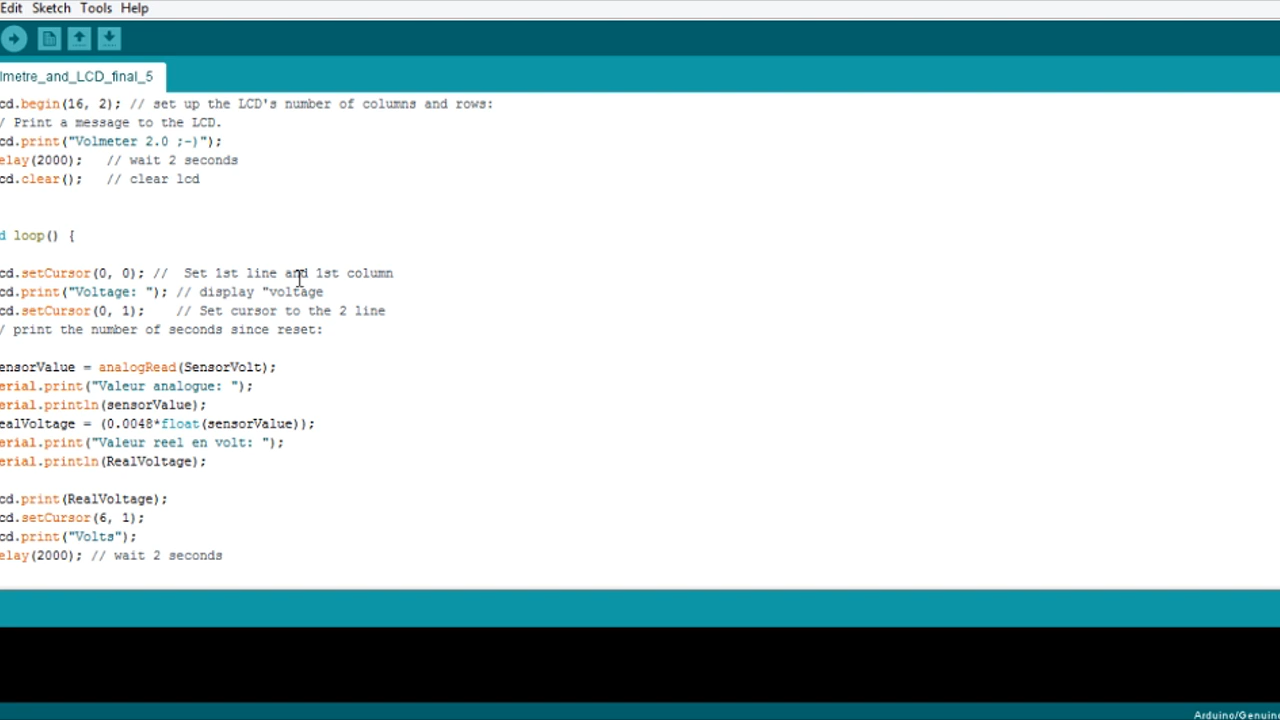 Edit Sketch Tools Help
lmetre_and_LCD_final_5
cd.begin(16, 2); // set up the LCD's number of columns and rows:
/ Print a message to the LCD.
cd.print("Volmeter 2.0 ;-)");
elay(2000);   // wait 2 seconds
cd.clear();   // clear lcd
d loop() {
cd.setCursor(0, 0); //  Set 1st line and 1st column
cd.print("Voltage: "); // display "voltage
cd.setCursor(0, 1);    // Set cursor to the 2 line
/ print the number of seconds since reset:
ensorValue = analogRead(SensorVolt);
erial.print("Valeur analogue: ");
erial.println(sensorValue);
ealVoltage = (0.0048*float(sensorValue));
erial.print("Valeur reel en volt: ");
erial.println(RealVoltage);
cd.print(RealVoltage);
cd.setCursor(6, 1);
cd.print("Volts");
elay(2000); // wait 2 seconds
Arduino/Genuino